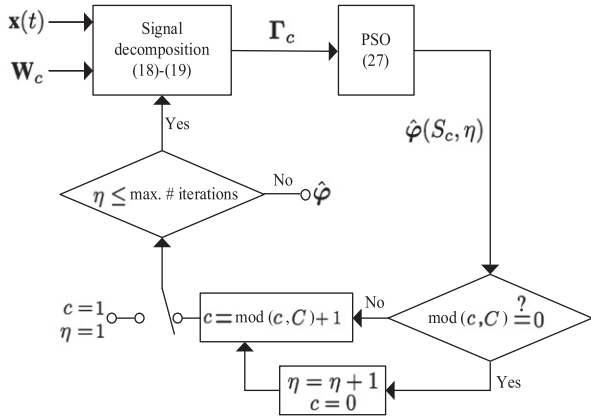 x(t)
W_c
Signal
decomposition
(18)-(19)
Γ_c
PSO
(27)
φ̂(S_c, η)
Yes
η ≤ max. # iterations
No
φ̂
c = 1
η = 1
c = mod (c, C) + 1
No
mod (c, C) ≟ 0
Yes
η = η + 1
c = 0